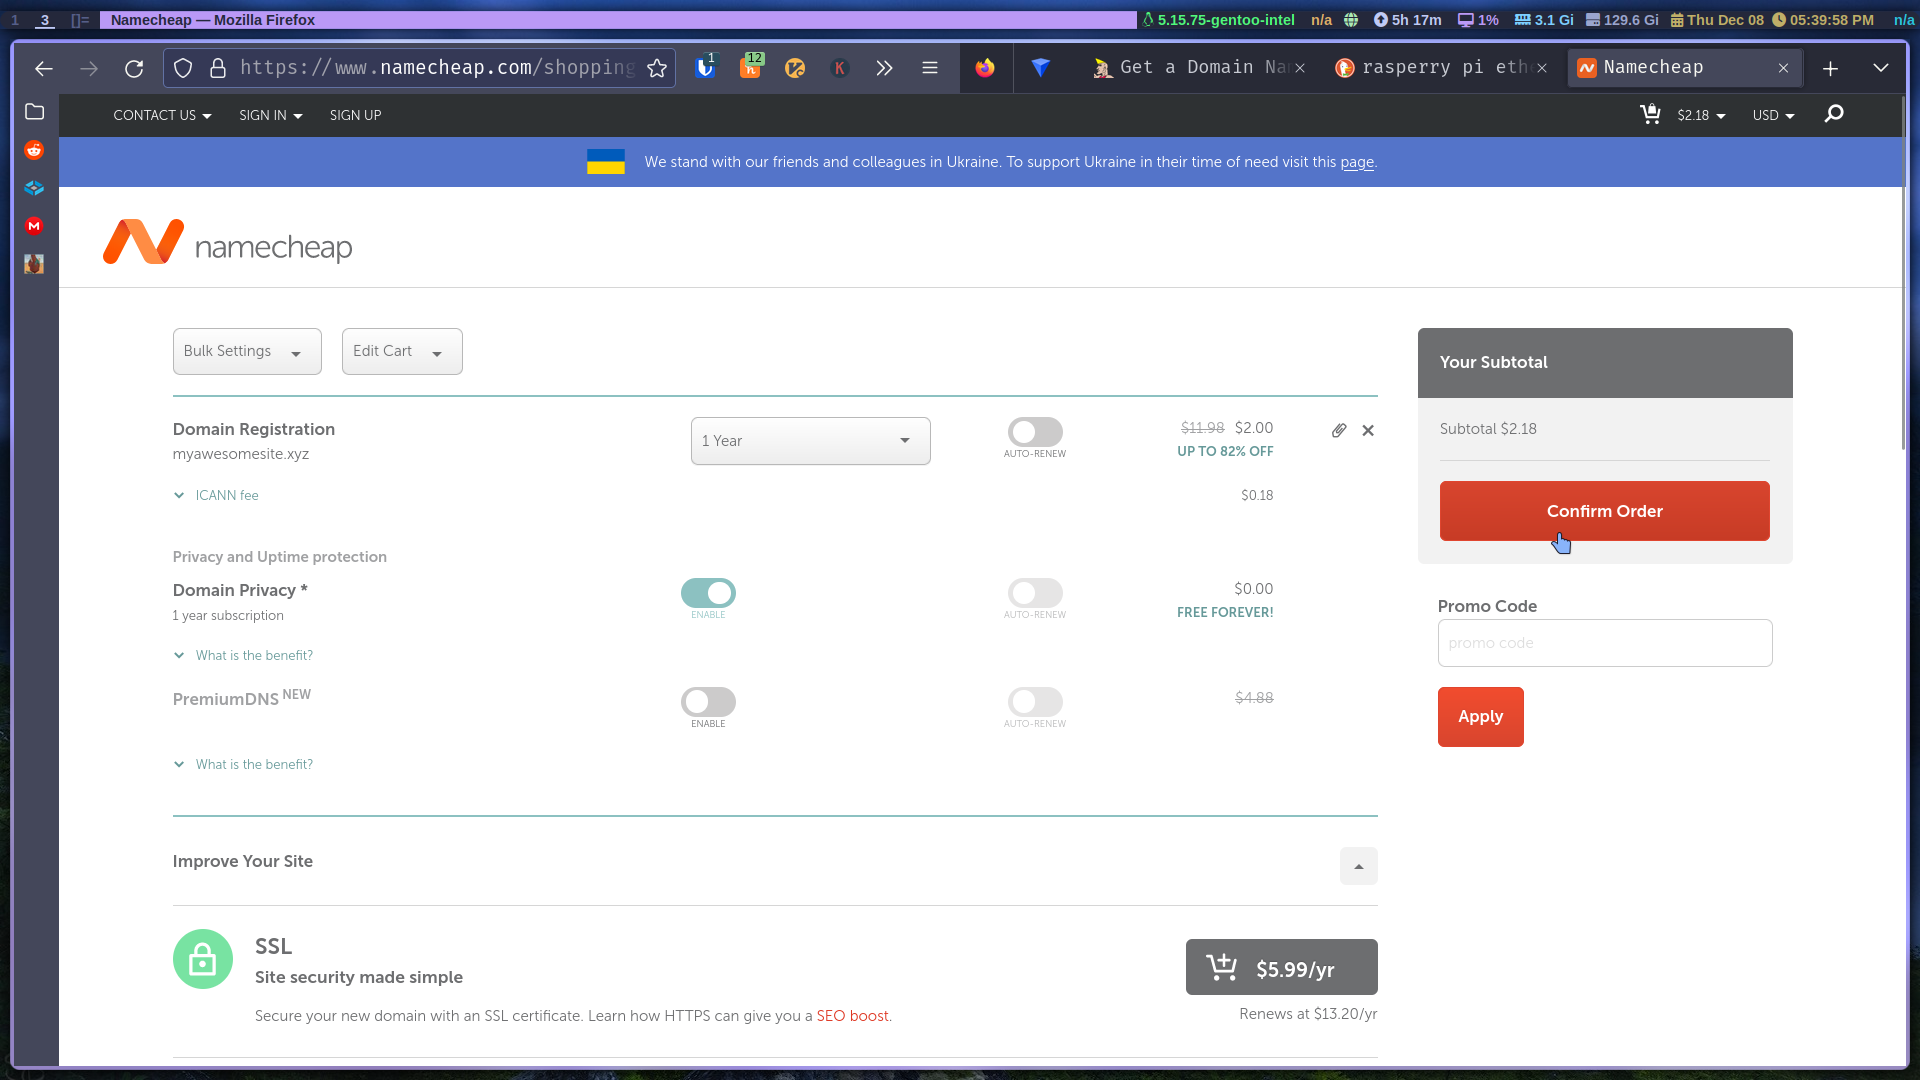 1 3 []= Namecheap — Mozilla Firefox 5.15.75-gentoo-intel n/a 5h 17m 1% 3.1 Gi 129.6 Gi Thu Dec 08 05:39:58 PM n/a
https://www.namecheap.com/shopping 1 12 K Get a Domain Na rasperry pi eth Namecheap
CONTACT US SIGN IN SIGN UP $2.18 USD
We stand with our friends and colleagues in Ukraine. To support Ukraine in their time of need visit this page.
namecheap
Bulk Settings Edit Cart
Your Subtotal
Domain Registration 1 Year $11.98 $2.00
myawesomesite.xyz AUTO-RENEW UP TO 82% OFF
Subtotal $2.18
ICANN fee $0.18
Confirm Order
Privacy and Uptime protection
Domain Privacy * $0.00
1 year subscription ENABLE AUTO-RENEW FREE FOREVER!
Promo Code
promo code
What is the benefit?
PremiumDNS NEW $4.88
ENABLE AUTO-RENEW
Apply
What is the benefit?
Improve Your Site
SSL
Site security made simple
$5.99/yr
Secure your new domain with an SSL certificate. Learn how HTTPS can give you a SEO boost.
Renews at $13.20/yr